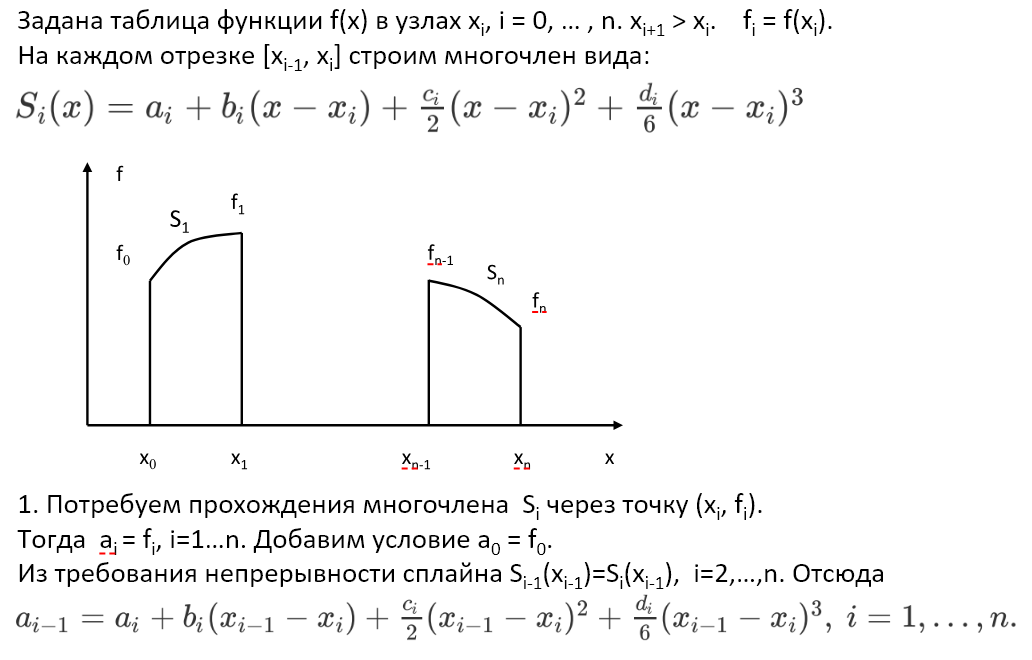 Задана таблица функции f(x) в узлах xᵢ, i = 0, ... , n. xᵢ₊₁ > xᵢ.    fᵢ = f(xᵢ).
На каждом отрезке [xᵢ₋₁, xᵢ] строим многочлен вида:
Sᵢ(x) = aᵢ + bᵢ(x − xᵢ) + cᵢ/2 (x − xᵢ)² + dᵢ/6 (x − xᵢ)³
f
f₁
S₁
f₀
fₙ₋₁
Sₙ
fₙ
x₀ x₁ xₙ₋₁ xₙ x
1. Потребуем прохождения многочлена Sᵢ через точку (xᵢ, fᵢ).
Тогда aᵢ = fᵢ, i=1...n. Добавим условие a₀ = f₀.
Из требования непрерывности сплайна Sᵢ₋₁(xᵢ₋₁)=Sᵢ(xᵢ₋₁), i=2,...,n. Отсюда
aᵢ₋₁ = aᵢ + bᵢ(xᵢ₋₁ − xᵢ) + cᵢ/2 (xᵢ₋₁ − xᵢ)² + dᵢ/6 (xᵢ₋₁ − xᵢ)³, i = 1, . . . , n.